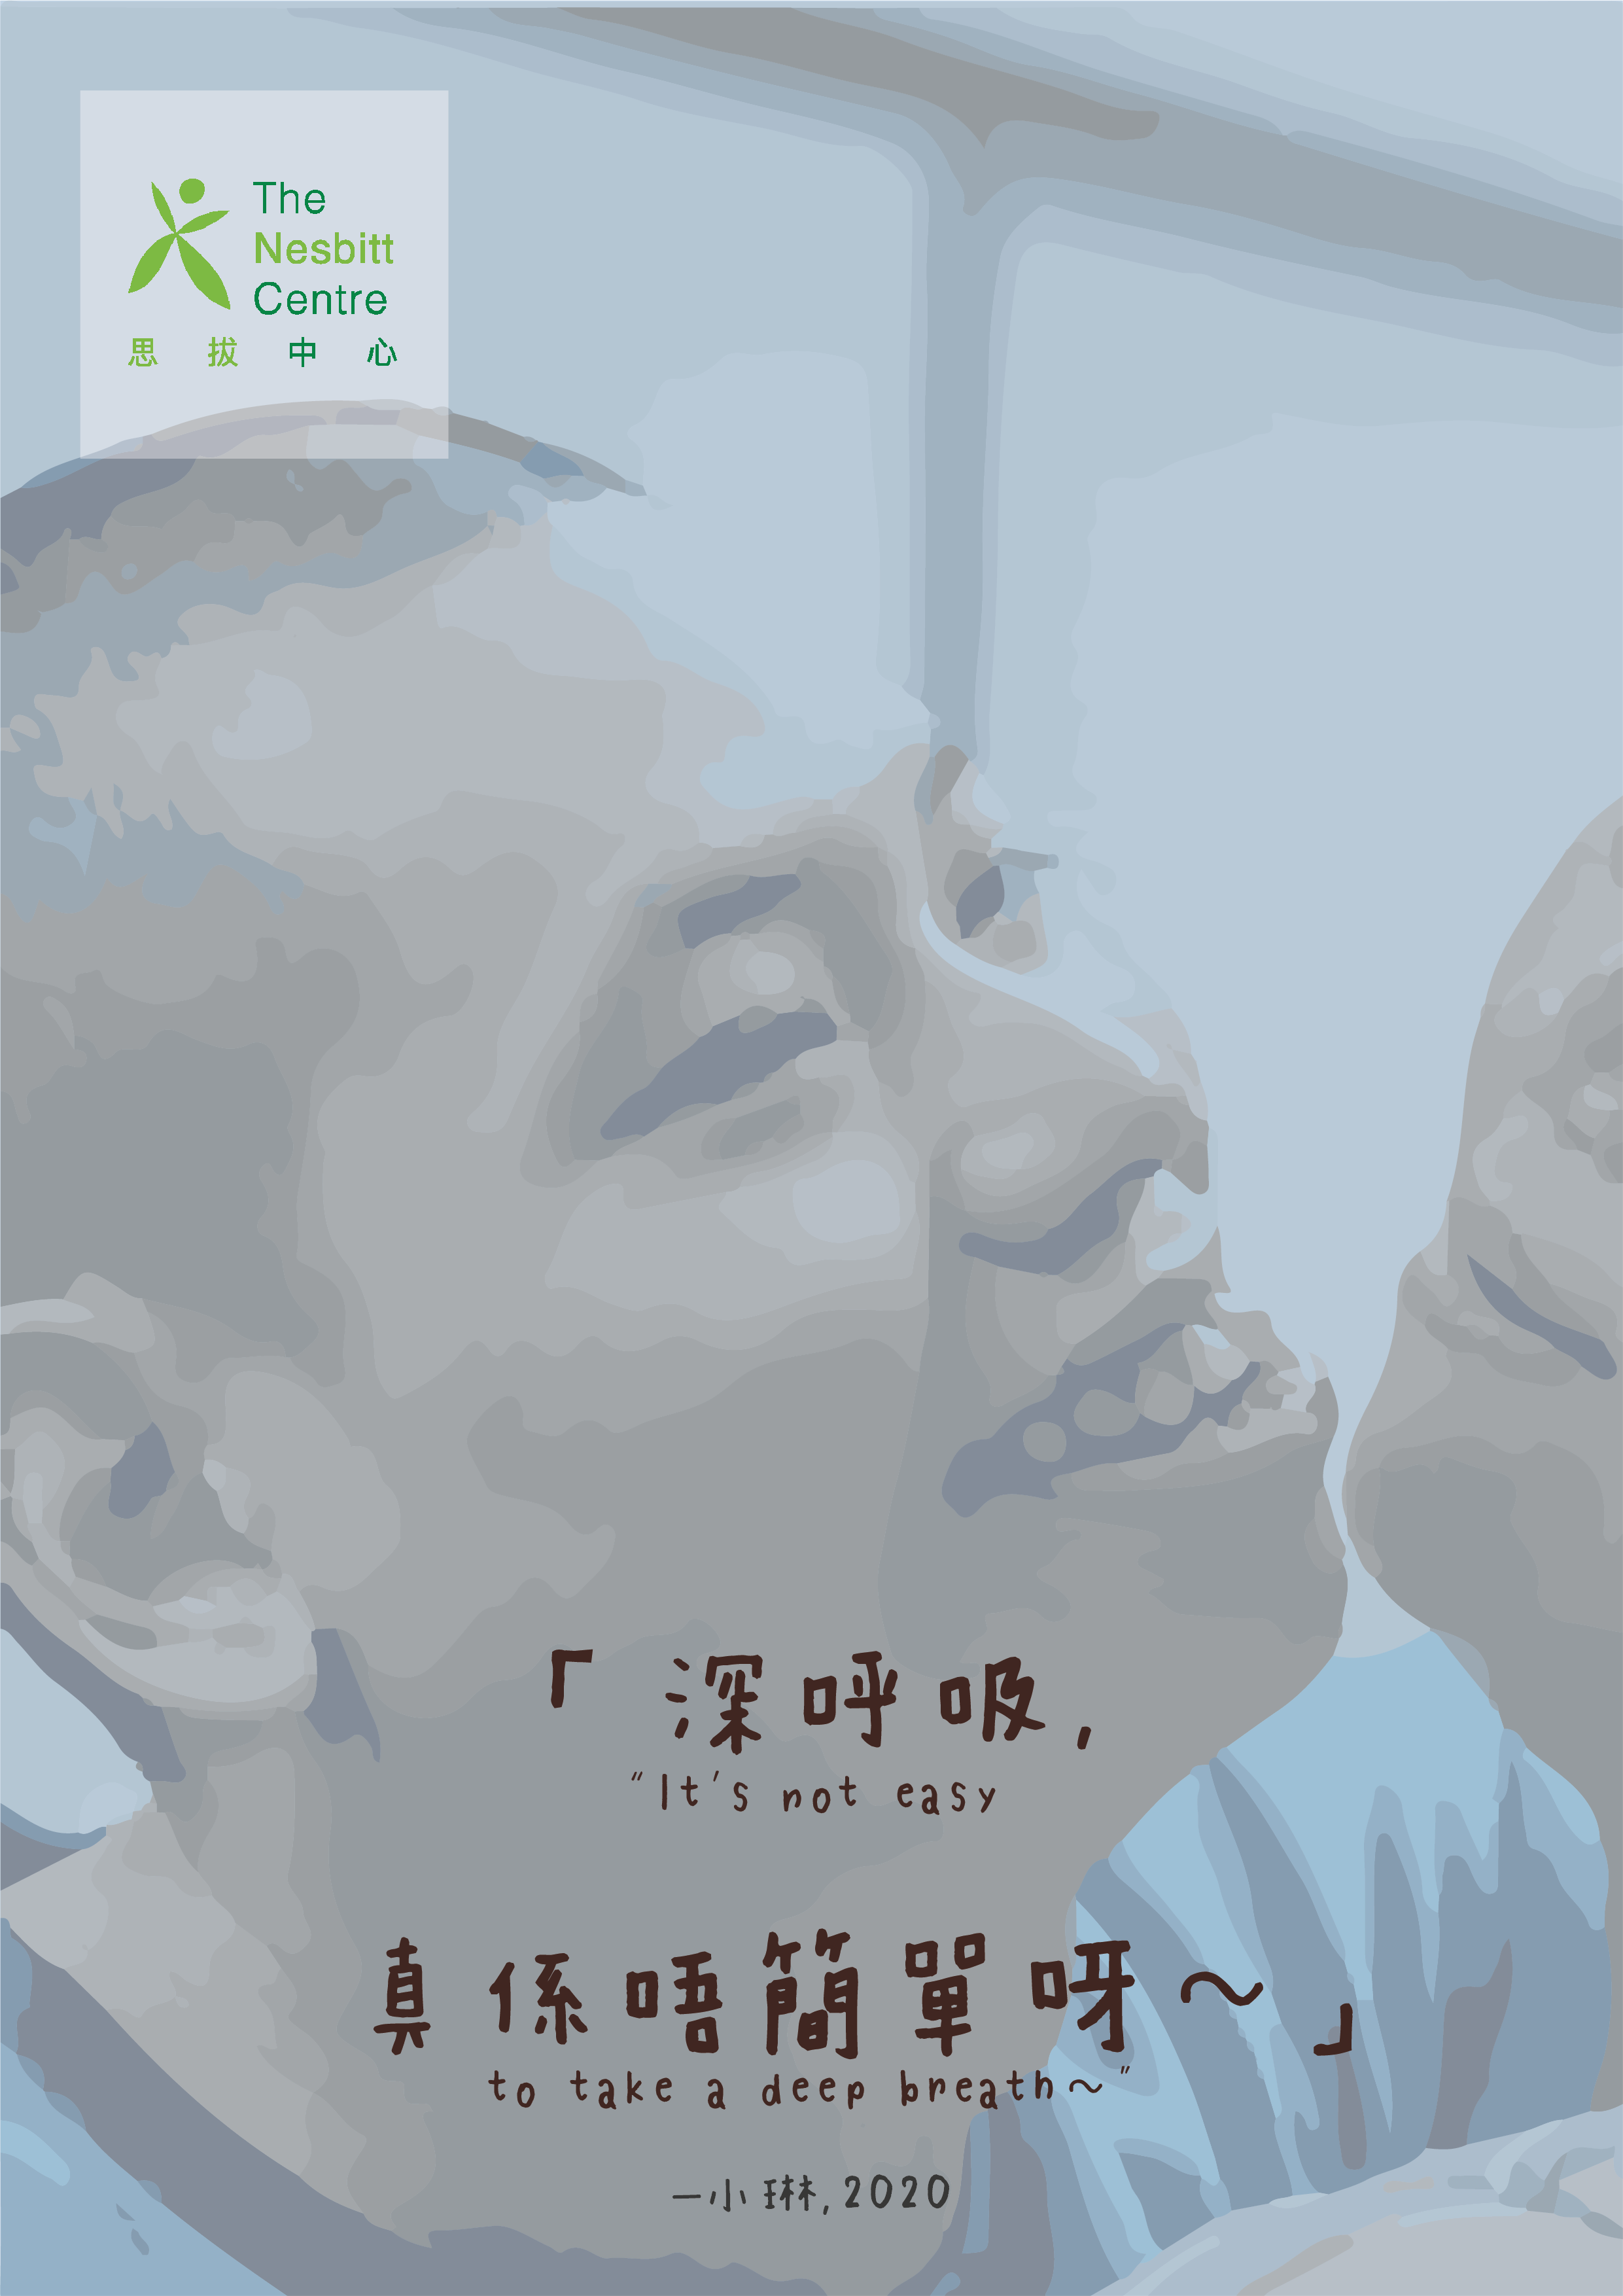 The
Nesbitt
Centre
思拔中心
「深呼吸,
"It's not easy
真係唔簡單呀～」
to take a deep breath~"
—小琳, 2020